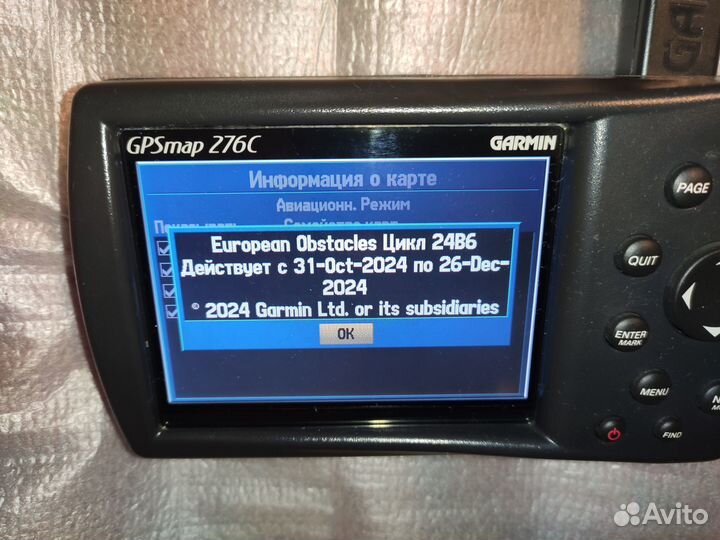 GPSmap 276C
GARMIN
Информация о карте
Авиационн. Режим
European Obstacles Цикл 24B6
Действует с 31-Oct-2024 по 26-Dec-
2024
© 2024 Garmin Ltd. or its subsidiaries
OK
PAGE
QUIT
ENTER
MARK
MENU
FIND
Avito